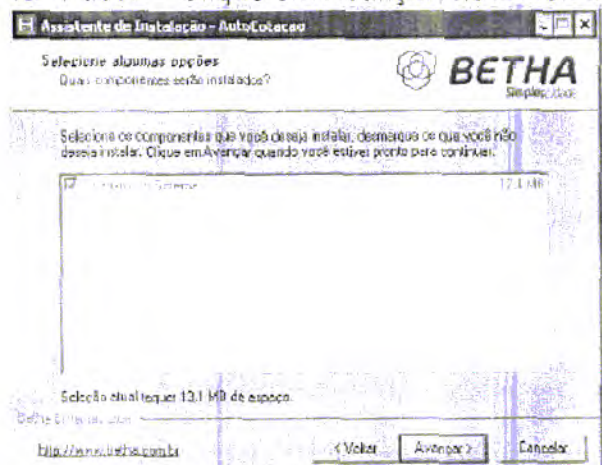 Assistente de Instalação - AutoCotacao
Selecione algumas opções
Quais componentes serão instalados?
BETHA
Selecione os componentes que você deseja instalar, desmarque os que você não
deseja instalar. Clique em Avançar quando você estiver pronto para continuar.
Sistema
MB
Seleção atual requer 13,1 MB de espaço.
http://www.betha.com.br
< Voltar
Avançar >
Cancelar